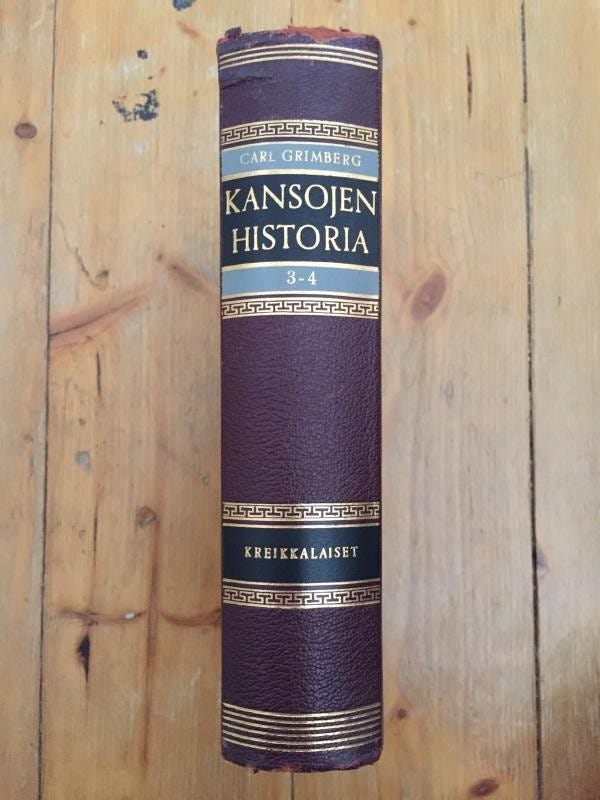 CARL GRIMBERG
KANSOJEN
HISTORIA
3-4
KREIKKALAISET